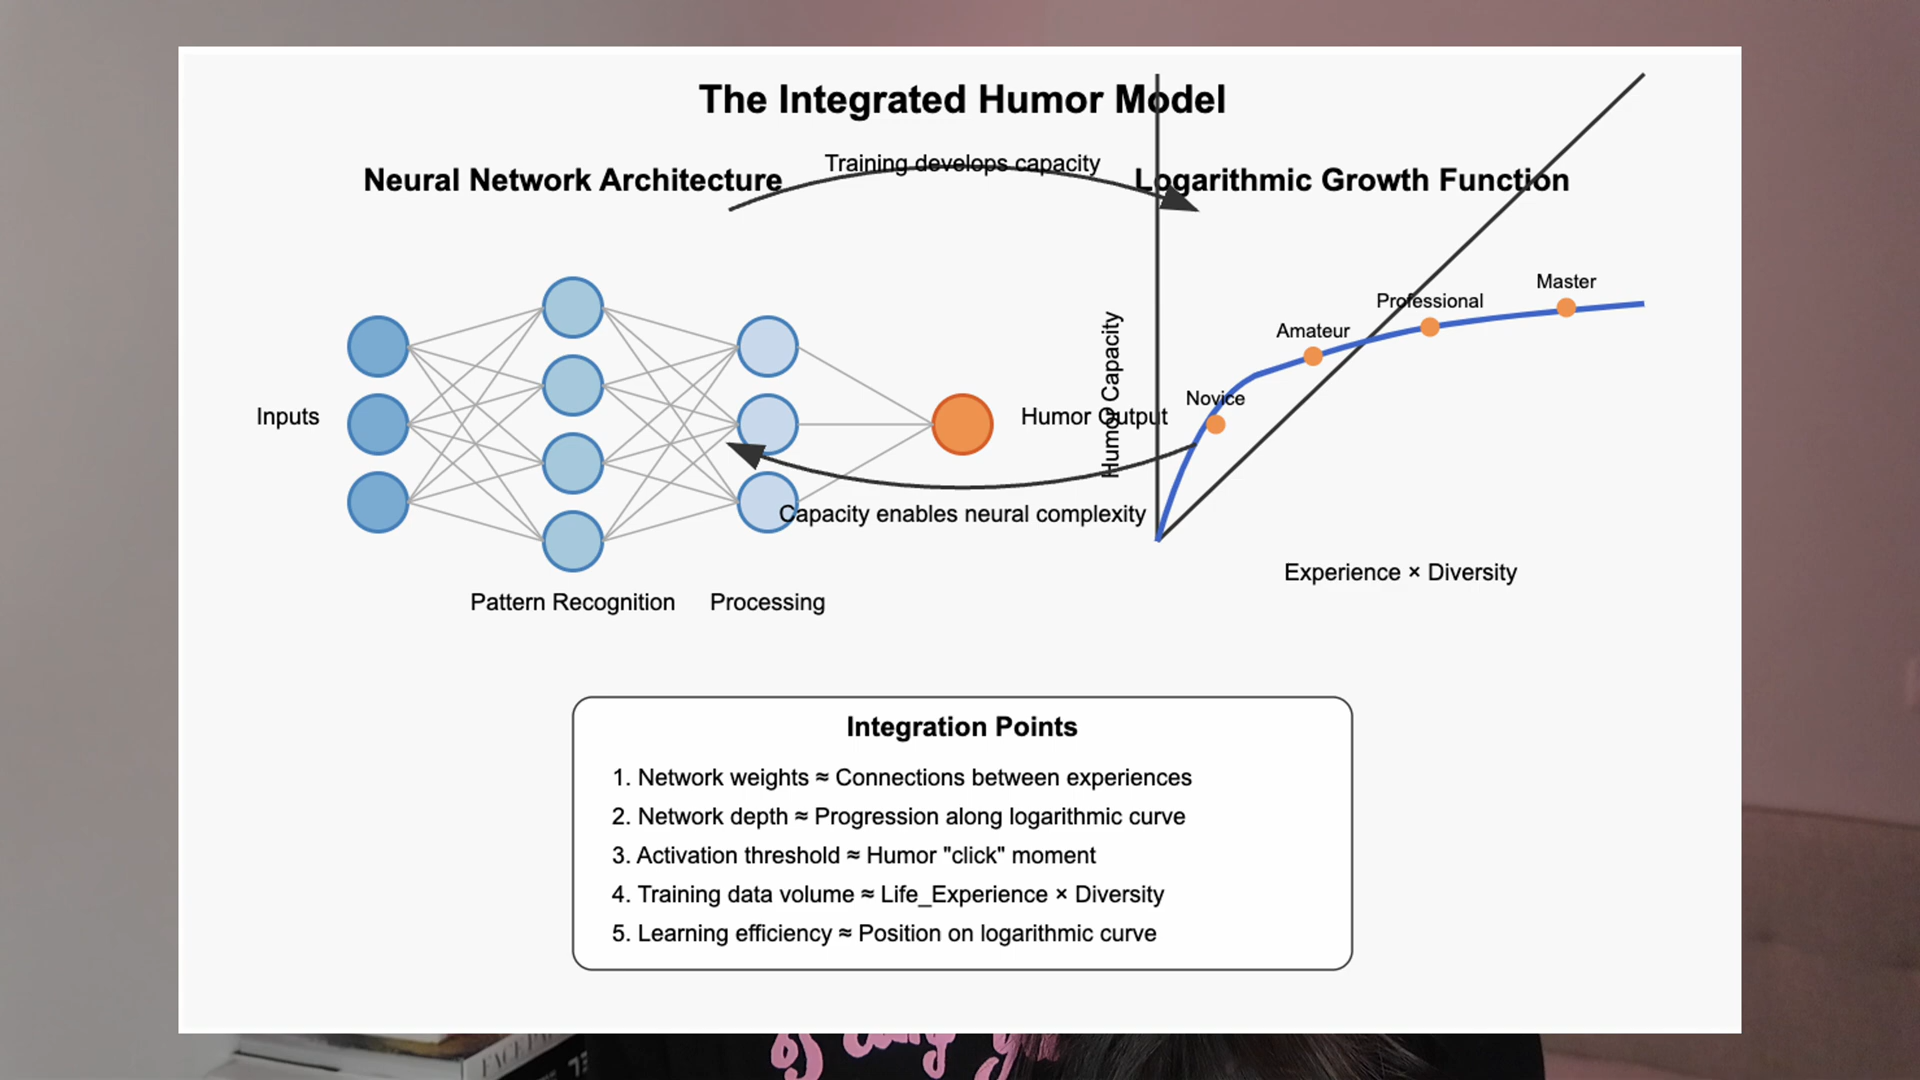 The Integrated Humor Model
Training develops capacity
Neural Network Architecture
Logarithmic Growth Function
Master
Professional
Amateur
Novice
Humor Capacity
Inputs
Humor Output
Capacity enables neural complexity
Experience × Diversity
Pattern Recognition
Processing
Integration Points
1. Network weights ≈ Connections between experiences
2. Network depth ≈ Progression along logarithmic curve
3. Activation threshold ≈ Humor "click" moment
4. Training data volume ≈ Life_Experience × Diversity
5. Learning efficiency ≈ Position on logarithmic curve